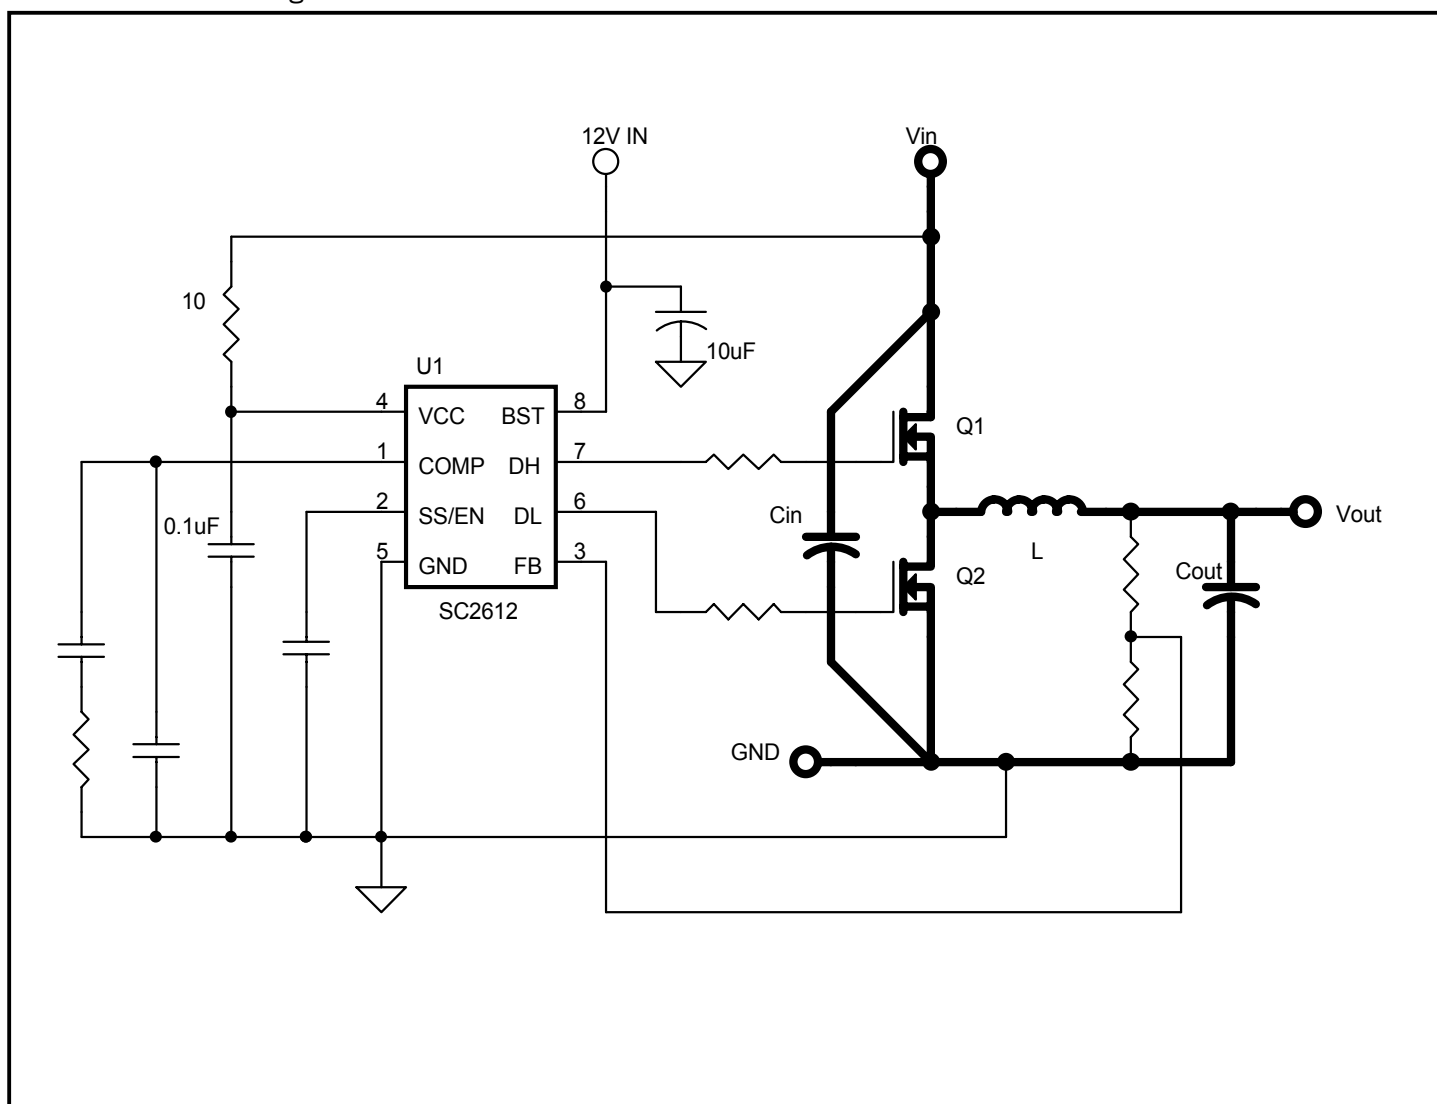 12V IN
Vin
10
10uF
U1
4 VCC BST 8
1 COMP DH 7
2 SS/EN DL 6
5 GND FB 3
SC2612
0.1uF
Q1
Cin
L
Vout
Q2
Cout
GND